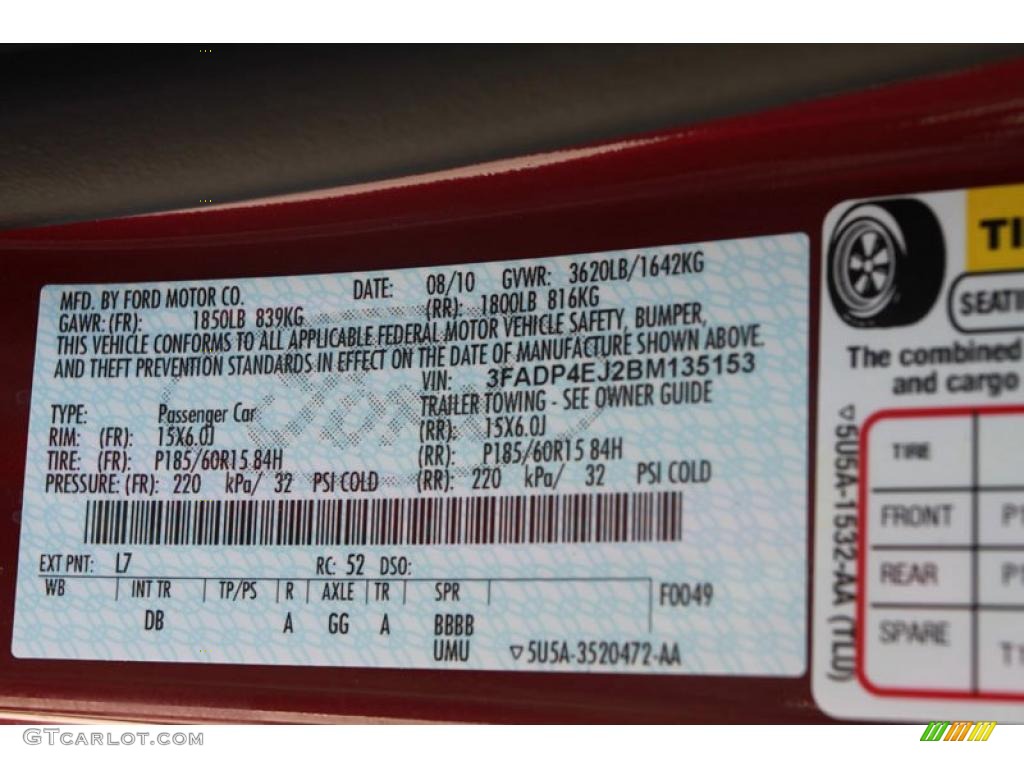 MFD. BY FORD MOTOR CO. DATE: 08/10 GVWR: 3620LB/1642KG
GAWR: (FR): 1850LB 839KG (RR): 1800LB 816KG
THIS VEHICLE CONFORMS TO ALL APPLICABLE FEDERAL MOTOR VEHICLE SAFETY, BUMPER,
AND THEFT PREVENTION STANDARDS IN EFFECT ON THE DATE OF MANUFACTURE SHOWN ABOVE.
VIN: 3FADP4EJ2BM135153
TYPE: Passenger Car TRAILER TOWING - SEE OWNER GUIDE
RIM: (FR): 15X6.0J (RR): 15X6.0J
TIRE: (FR): P185/60R15 84H (RR): P185/60R15 84H
PRESSURE: (FR): 220 kPa/ 32 PSI COLD (RR): 220 kPa/ 32 PSI COLD
EXT PNT: L7 RC: 52 DSO:
WB INT TR TP/PS R AXLE TR SPR F0049
DB A GG A BBBB
UMU ▽5U5A-3520472-AA
TI
SEATI
The combined
and cargo
▽5U5A-1532-AA (TL0)
TIRE
FRONT P1
REAR P1
SPARE T1
GTCARLOT.COM